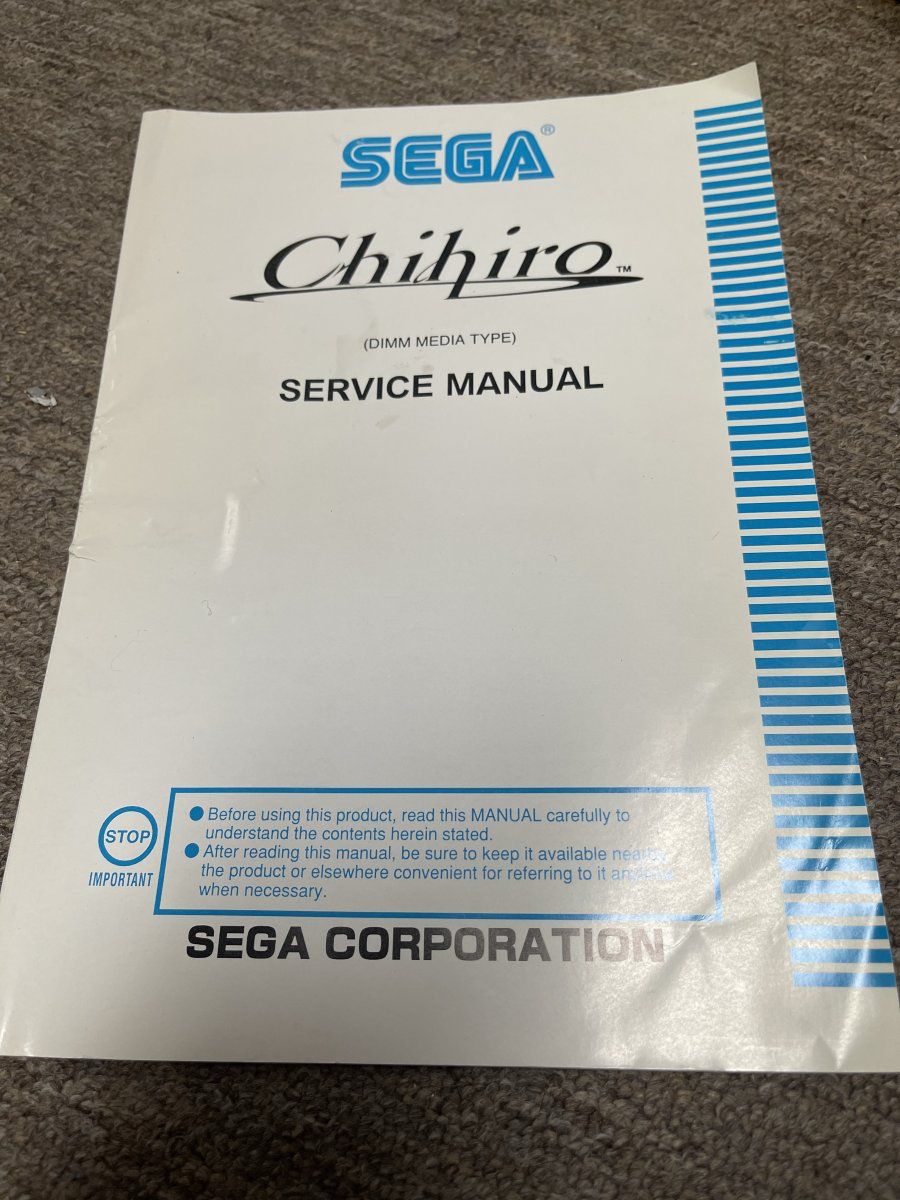 SEGA®
Chihiro™
(DIMM MEDIA TYPE)
SERVICE MANUAL
● Before using this product, read this MANUAL carefully to
understand the contents herein stated.
● After reading this manual, be sure to keep it available nearby
the product or elsewhere convenient for referring to it anytime
when necessary.
STOP
IMPORTANT
SEGA CORPORATION